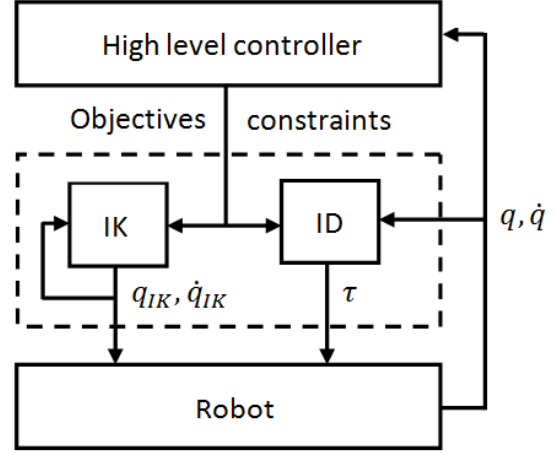 High level controller
Objectives constraints
IK
ID
q, q̇
q_IK, q̇_IK
τ
Robot